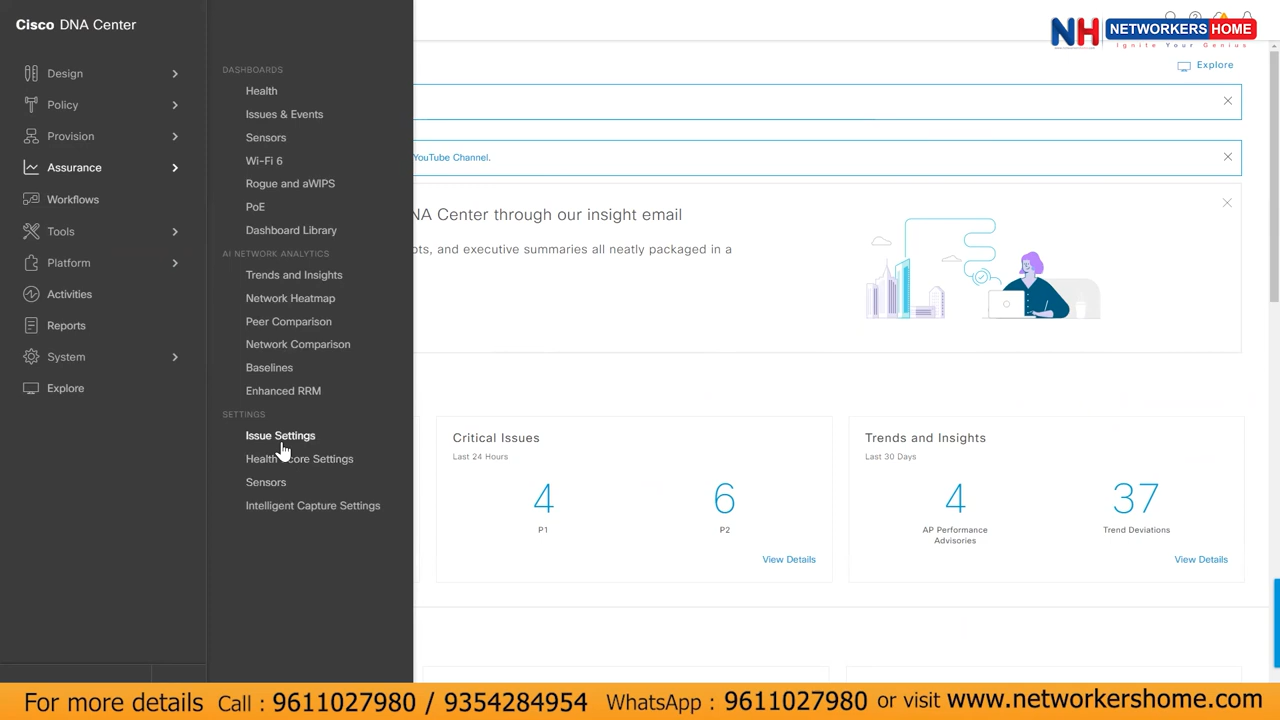 Cisco DNA Center
Design
Policy
Provision
Assurance
Workflows
Tools
Platform
Activities
Reports
System
Explore
DASHBOARDS
Health
Issues & Events
Sensors
Wi-Fi 6
Rogue and aWIPS
PoE
Dashboard Library
AI NETWORK ANALYTICS
Trends and Insights
Network Heatmap
Peer Comparison
Network Comparison
Baselines
Enhanced RRM
SETTINGS
Issue Settings
Health Score Settings
Sensors
Intelligent Capture Settings
NH NETWORKERS HOME
Ignite Your Genius
Explore
YouTube Channel.
NA Center through our insight email
ots, and executive summaries all neatly packaged in a
Critical Issues
Last 24 Hours
4 6
P1 P2
View Details
Trends and Insights
Last 30 Days
4 37
AP Performance Advisories
Trend Deviations
View Details
For more details Call : 9611027980 / 9354284954 WhatsApp : 9611027980 or visit www.networkershome.com